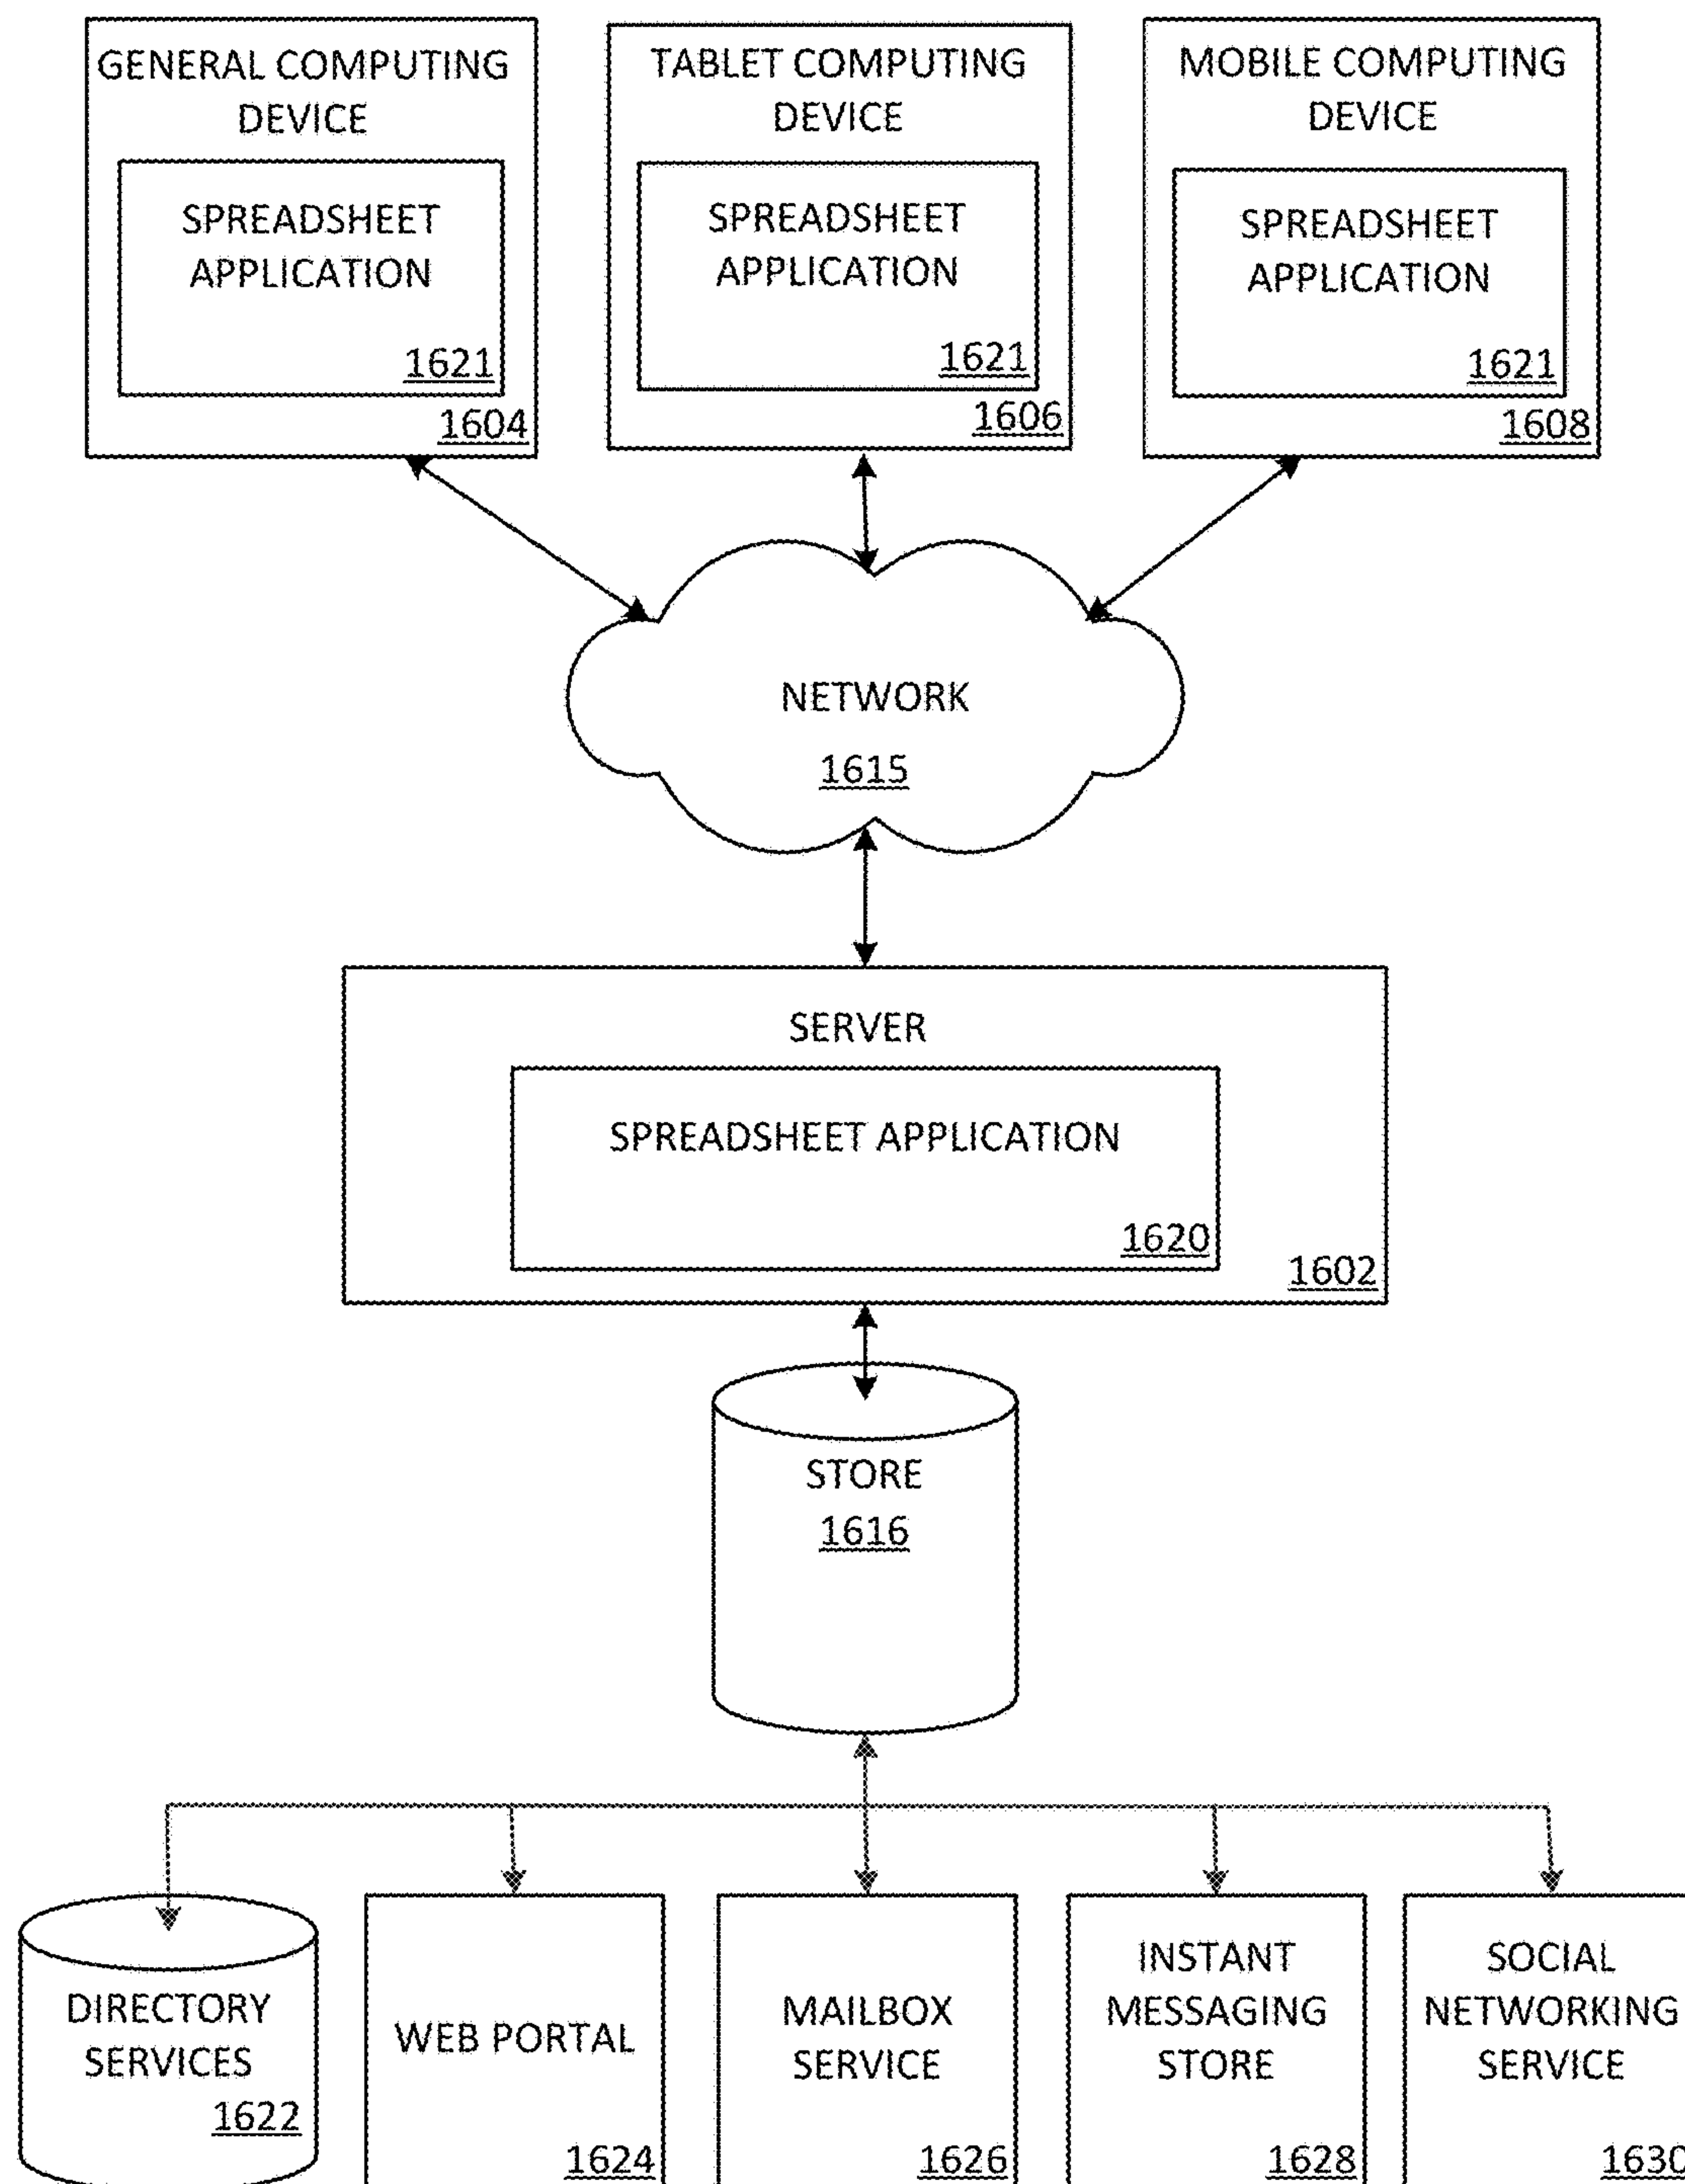 GENERAL COMPUTING
DEVICE
SPREADSHEET
APPLICATION
1621
1604
TABLET COMPUTING
DEVICE
SPREADSHEET
APPLICATION
1621
1606
MOBILE COMPUTING
DEVICE
SPREADSHEET
APPLICATION
1621
1608
NETWORK
1615
SERVER
SPREADSHEET APPLICATION
1620
1602
STORE
1616
DIRECTORY
SERVICES
1622
WEB PORTAL
1624
MAILBOX
SERVICE
1626
INSTANT
MESSAGING
STORE
1628
SOCIAL
NETWORKING
SERVICE
1630